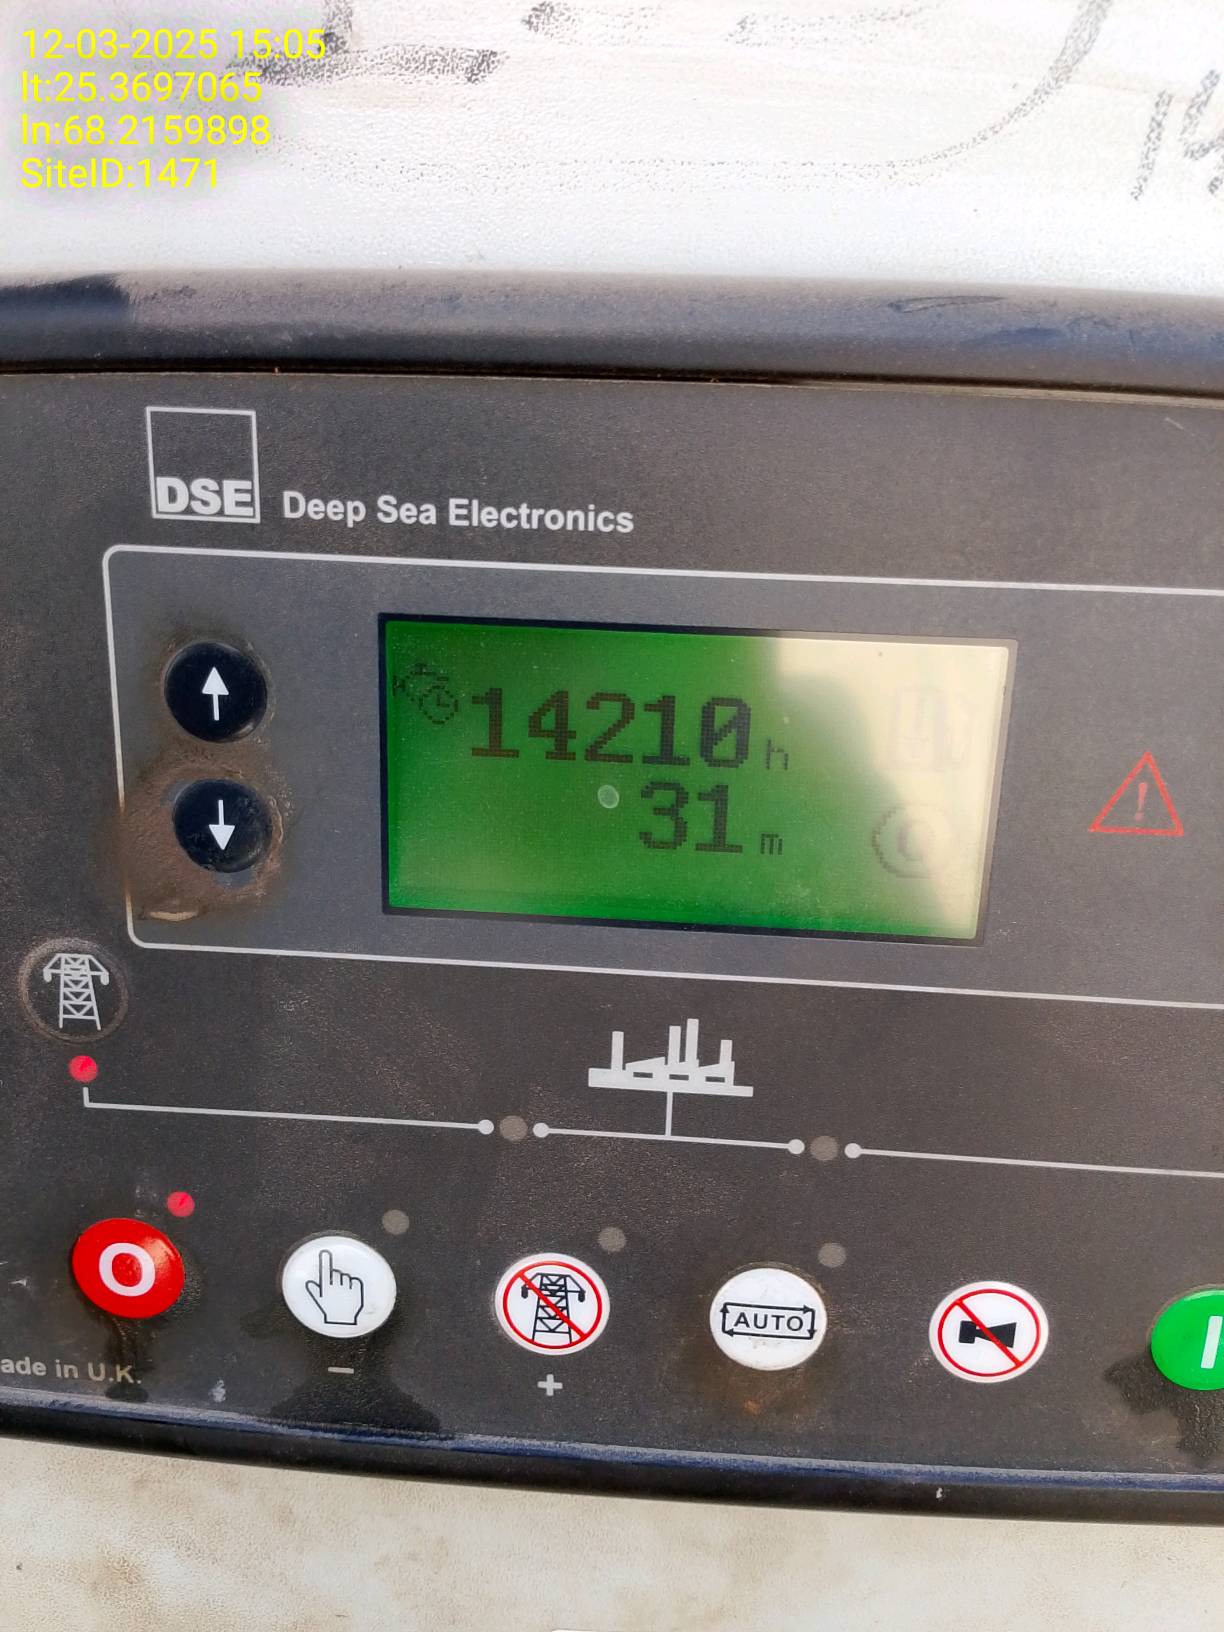 12-03-2025 15:05
lt:25.3697065
ln:68.2159898
SiteID:1471
DSE Deep Sea Electronics
14210 h
31 m
O
AUTO
I
−
+
ade in U.K.